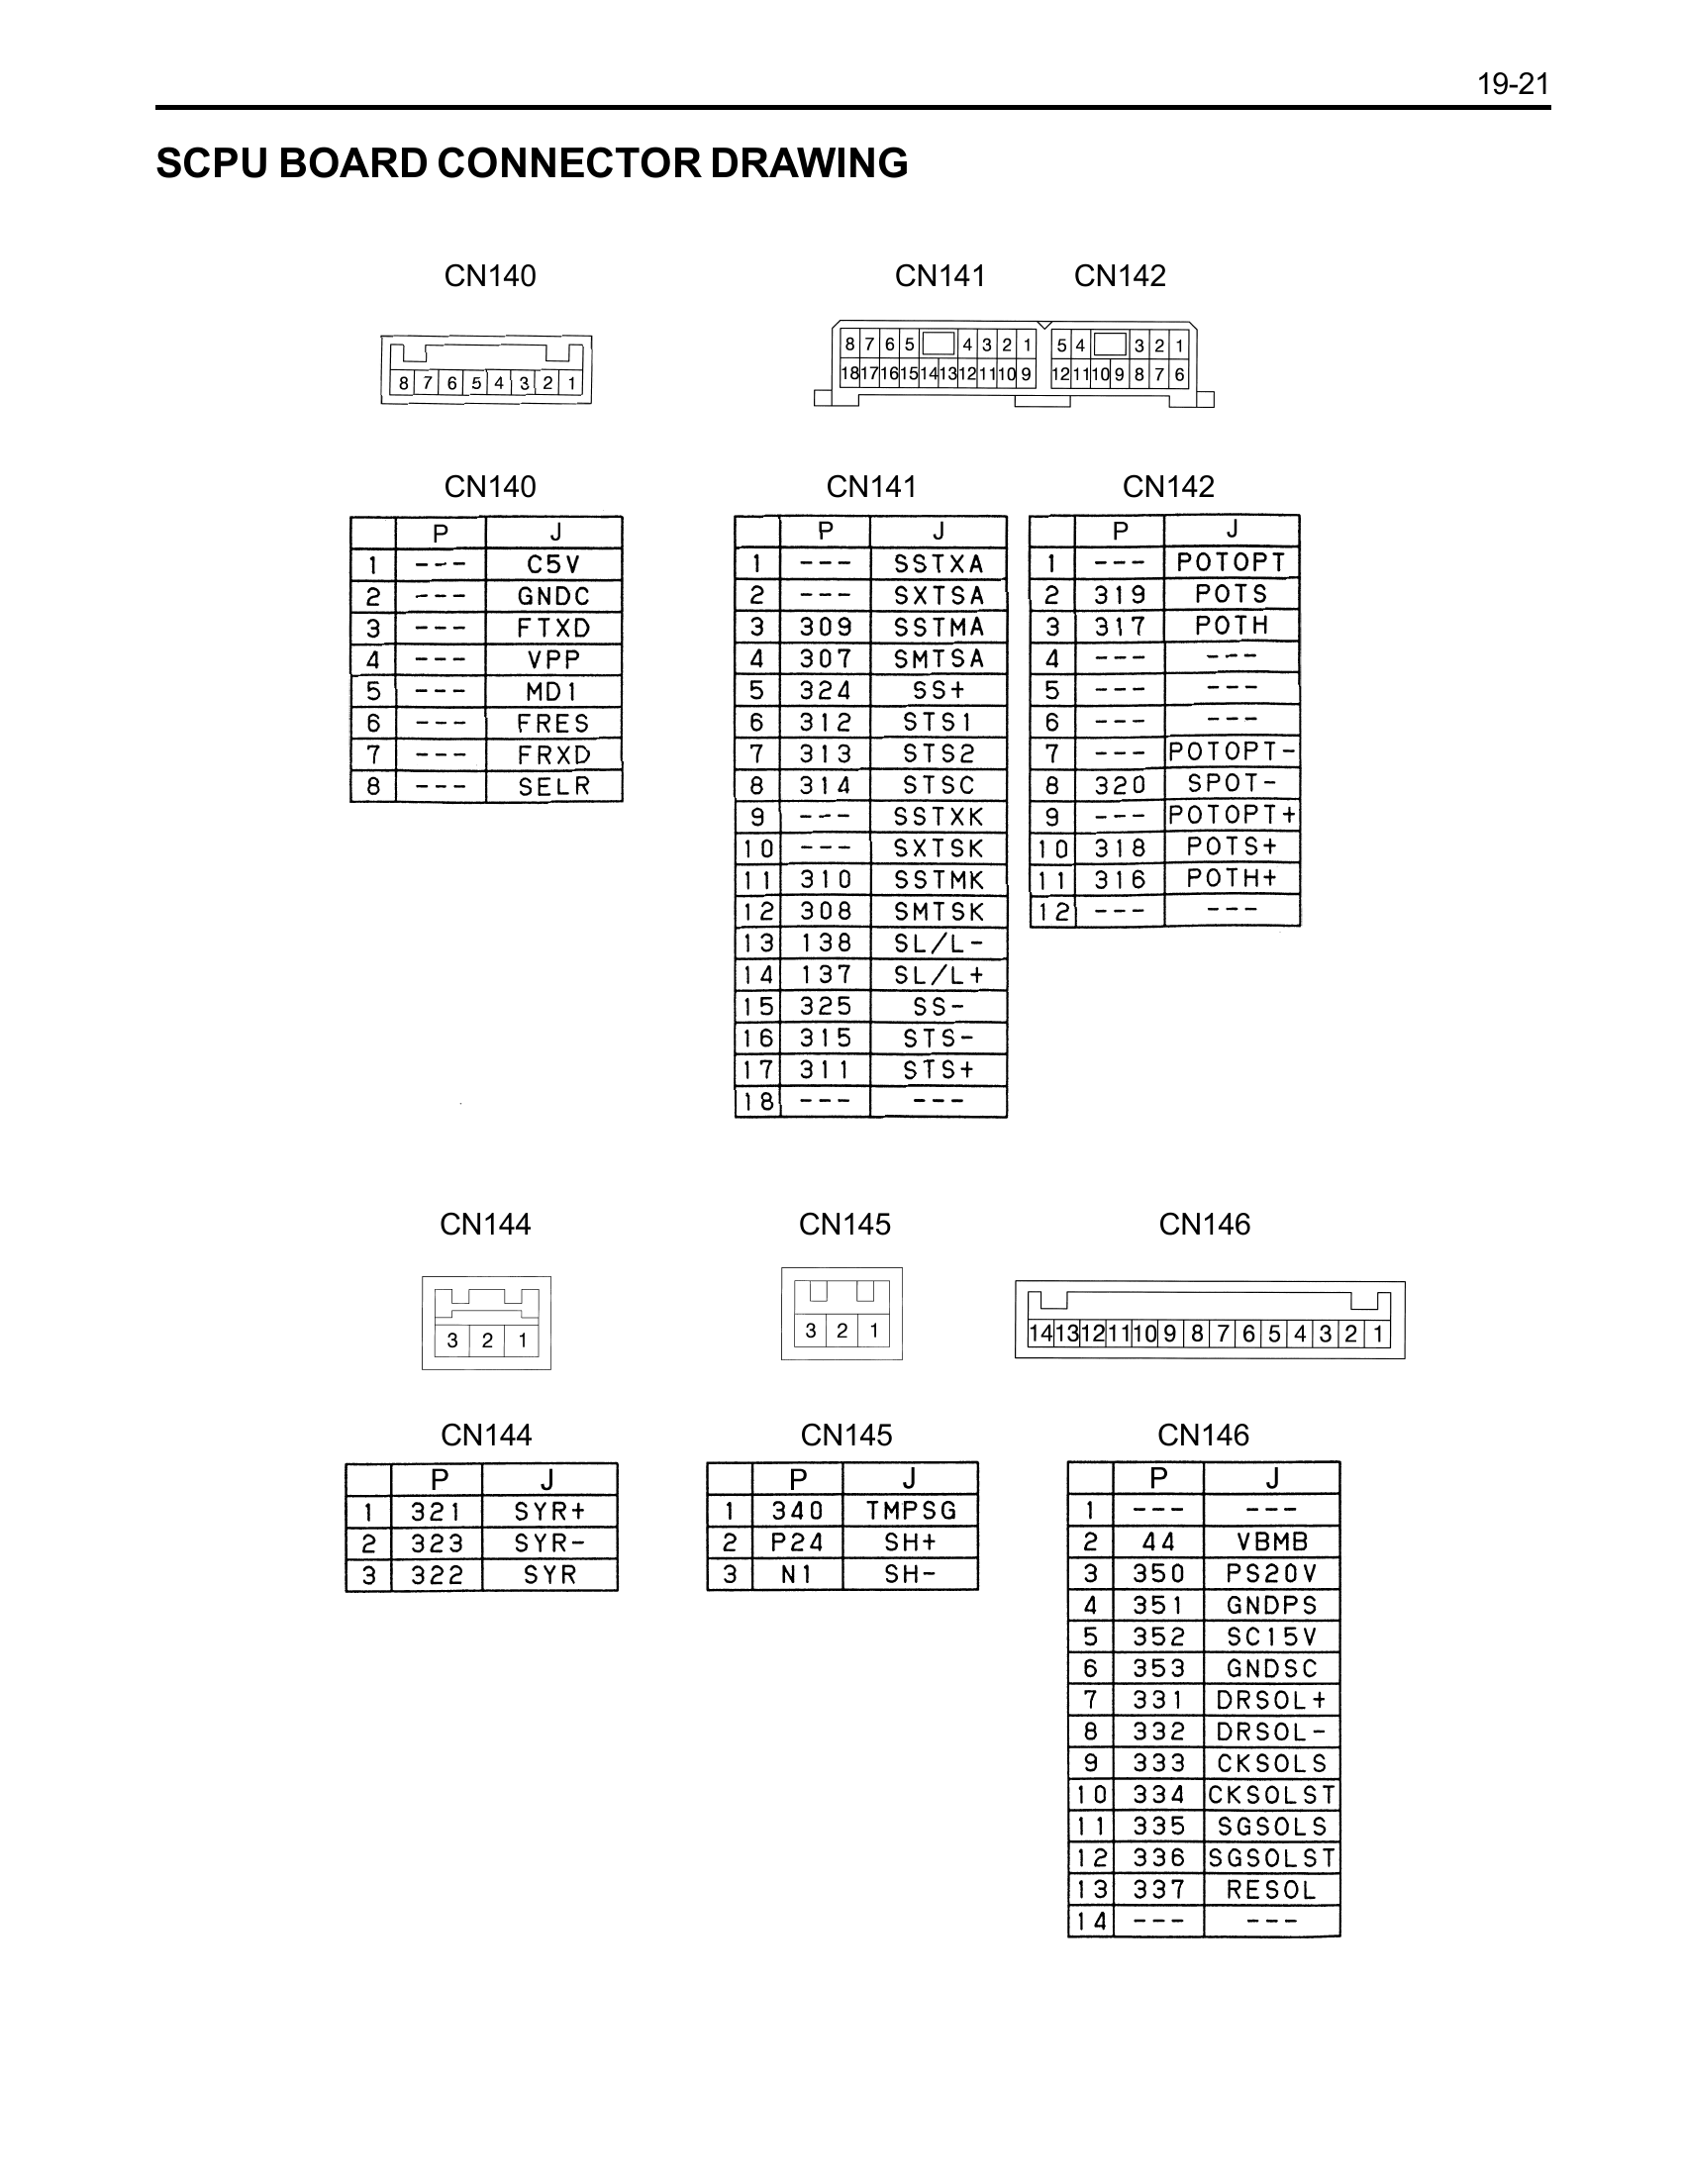 19-21
SCPU BOARD CONNECTOR DRAWING
CN140
8 7 6 5 4 3 2 1
CN141 CN142
8 7 6 5 4 3 2 1 5 4 3 2 1
18 17 16 15 14 13 12 11 10 9 12 11 10 9 8 7 6
CN140
P J
1 --- C5V
2 --- GNDC
3 --- FTXD
4 --- VPP
5 --- MD1
6 --- FRES
7 --- FRXD
8 --- SELR
CN141
P J
1 --- SSTXA
2 --- SXTSA
3 309 SSTMA
4 307 SMTSA
5 324 SS+
6 312 STS1
7 313 STS2
8 314 STSC
9 --- SSTXK
10 --- SXTSK
11 310 SSTMK
12 308 SMTSK
13 138 SL/L-
14 137 SL/L+
15 325 SS-
16 315 STS-
17 311 STS+
18 --- ---
CN142
P J
1 --- POTOPT
2 319 POTS
3 317 POTH
4 --- ---
5 --- ---
6 --- ---
7 --- POTOPT-
8 320 SPOT-
9 --- POTOPT+
10 318 POTS+
11 316 POTH+
12 --- ---
CN144
3 2 1
CN145
3 2 1
CN146
14 13 12 11 10 9 8 7 6 5 4 3 2 1
CN144
P J
1 321 SYR+
2 323 SYR-
3 322 SYR
CN145
P J
1 340 TMPSG
2 P24 SH+
3 N1 SH-
CN146
P J
1 --- ---
2 44 VBMB
3 350 PS20V
4 351 GNDPS
5 352 SC15V
6 353 GNDSC
7 331 DRSOL+
8 332 DRSOL-
9 333 CKSOLS
10 334 CKSOLST
11 335 SGSOLS
12 336 SGSOLST
13 337 RESOL
14 --- ---